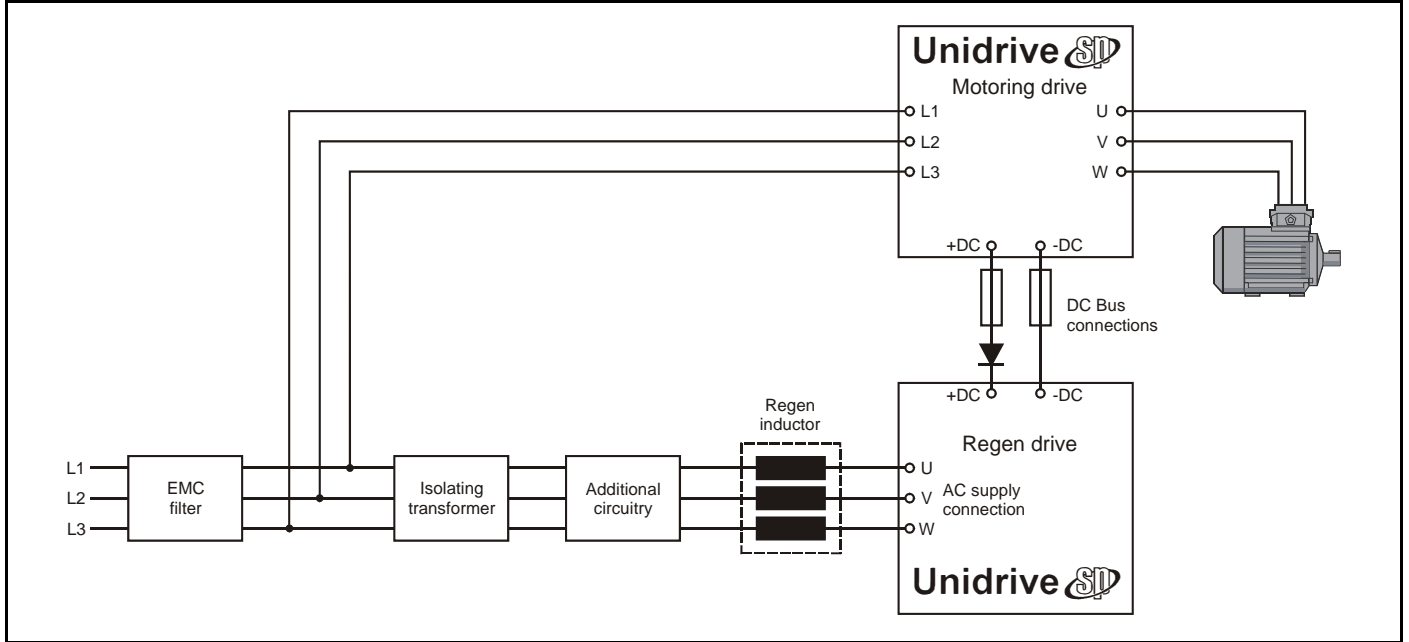 Unidrive SP
Motoring drive
L1
L2
L3
U
V
W
+DC
-DC
DC Bus
connections
+DC
-DC
Regen
inductor
Regen drive
L1
L2
L3
EMC
filter
Isolating
transformer
Additional
circuitry
U
V
W
AC supply
connection
Unidrive SP